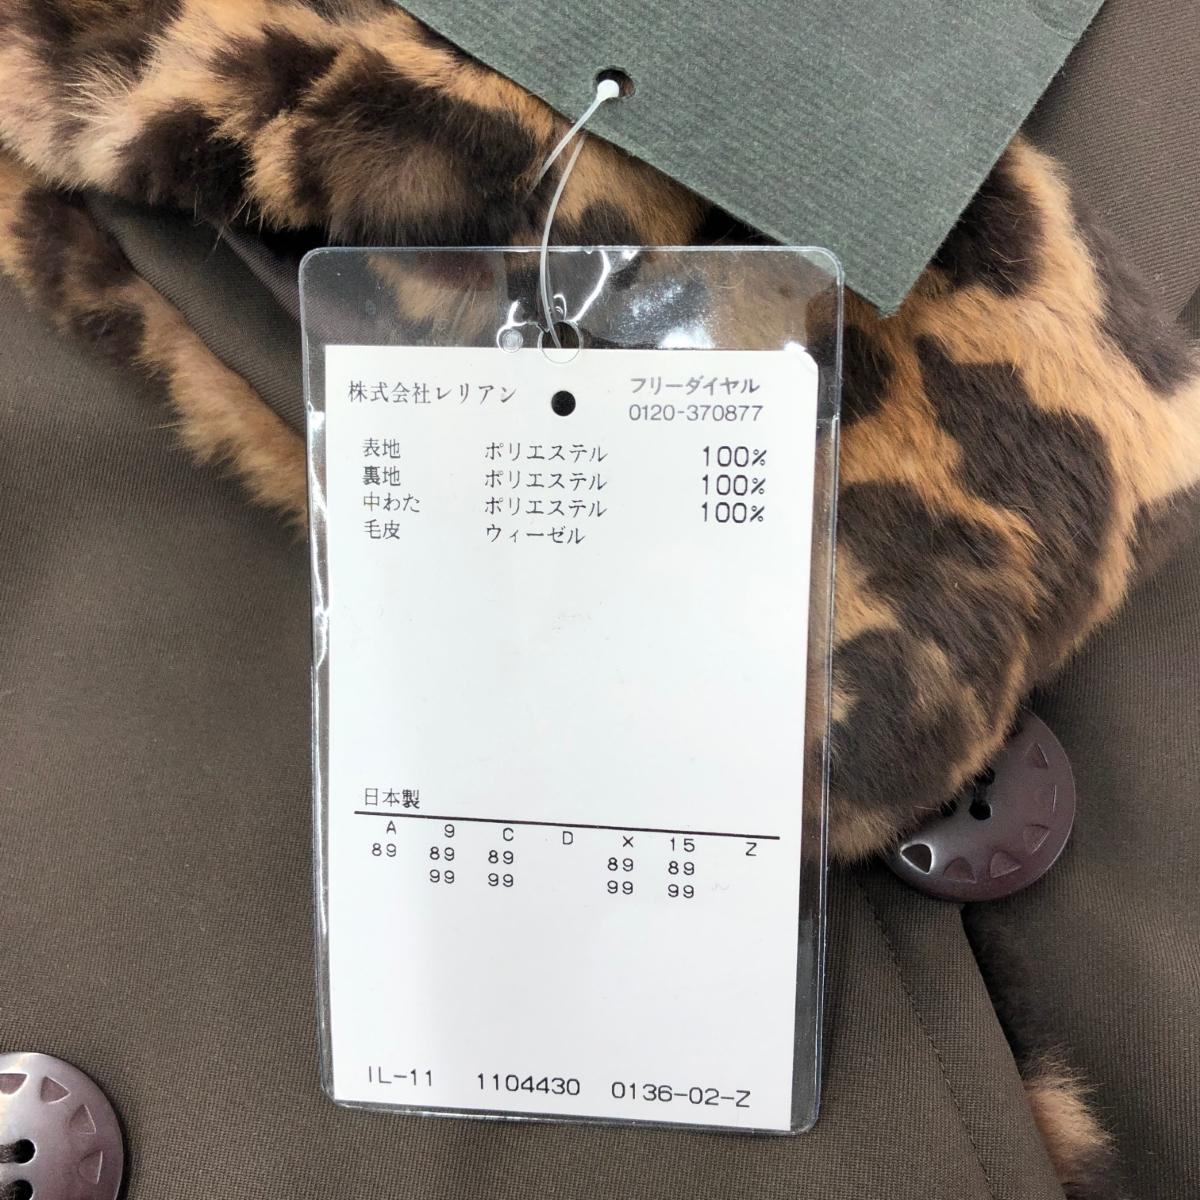 株式会社レリアン フリーダイヤル
0120-370877
表地 ポリエステル 100%
裏地 ポリエステル 100%
中わた ポリエステル 100%
毛皮 ウィーゼル
日本製
A 9 C D X 15 Z
89 89 89 89 89
99 99 99 99
IL-11 1104430 0136-02-Z